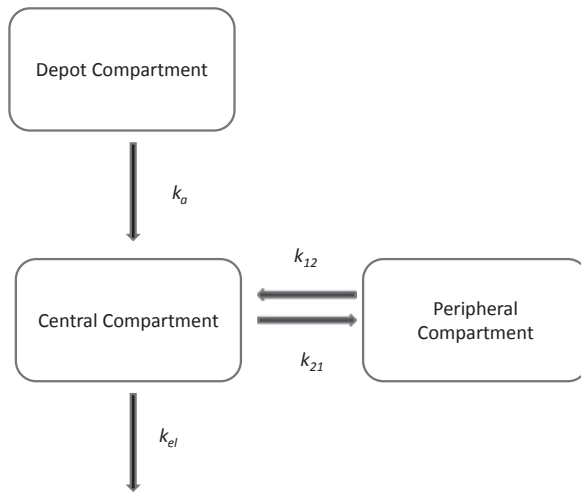 Depot Compartment
k_a
k_12
Central Compartment
Peripheral
Compartment
k_21
k_el